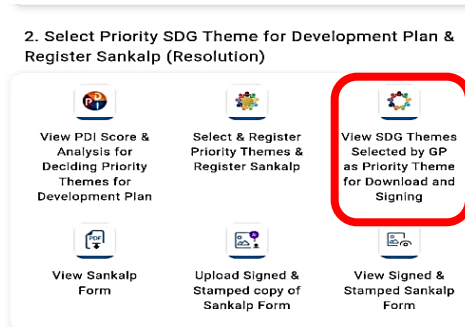 2. Select Priority SDG Theme for Development Plan &
Register Sankalp (Resolution)
View PDI Score &
Analysis for
Deciding Priority
Themes for
Development Plan
Select & Register
Priority Themes &
Register Sankalp
View SDG Themes
Selected by GP
as Priority Theme
for Download and
Signing
PDF
View Sankalp
Form
Upload Signed &
Stamped copy of
Sankalp Form
View Signed &
Stamped Sankalp
Form